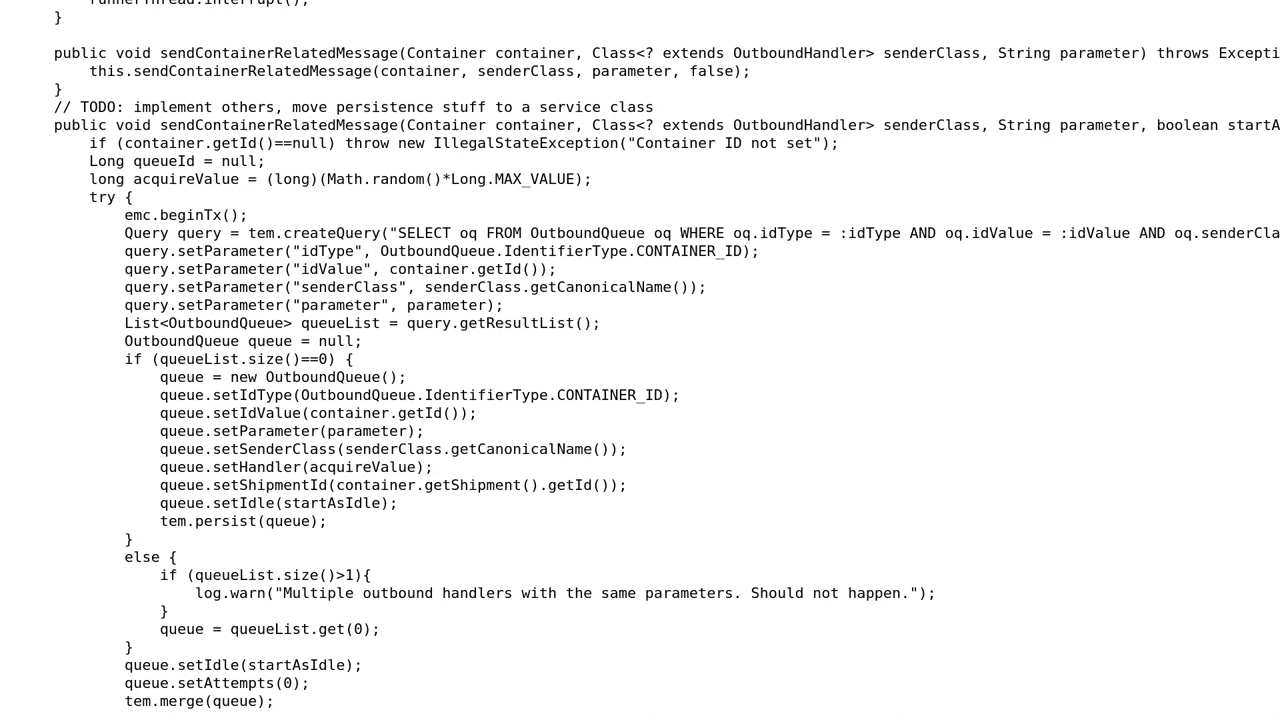 runnerThread.interrupt();
}
public void sendContainerRelatedMessage(Container container, Class<? extends OutboundHandler> senderClass, String parameter) throws Excepti
this.sendContainerRelatedMessage(container, senderClass, parameter, false);
}
// TODO: implement others, move persistence stuff to a service class
public void sendContainerRelatedMessage(Container container, Class<? extends OutboundHandler> senderClass, String parameter, boolean startA
if (container.getId()==null) throw new IllegalStateException("Container ID not set");
Long queueId = null;
long acquireValue = (long)(Math.random()*Long.MAX_VALUE);
try {
emc.beginTx();
Query query = tem.createQuery("SELECT oq FROM OutboundQueue oq WHERE oq.idType = :idType AND oq.idValue = :idValue AND oq.senderCla
query.setParameter("idType", OutboundQueue.IdentifierType.CONTAINER_ID);
query.setParameter("idValue", container.getId());
query.setParameter("senderClass", senderClass.getCanonicalName());
query.setParameter("parameter", parameter);
List<OutboundQueue> queueList = query.getResultList();
OutboundQueue queue = null;
if (queueList.size()==0) {
queue = new OutboundQueue();
queue.setIdType(OutboundQueue.IdentifierType.CONTAINER_ID);
queue.setIdValue(container.getId());
queue.setParameter(parameter);
queue.setSenderClass(senderClass.getCanonicalName());
queue.setHandler(acquireValue);
queue.setShipmentId(container.getShipment().getId());
queue.setIdle(startAsIdle);
tem.persist(queue);
}
else {
if (queueList.size()>1){
log.warn("Multiple outbound handlers with the same parameters. Should not happen.");
}
queue = queueList.get(0);
}
queue.setIdle(startAsIdle);
queue.setAttempts(0);
tem.merge(queue);